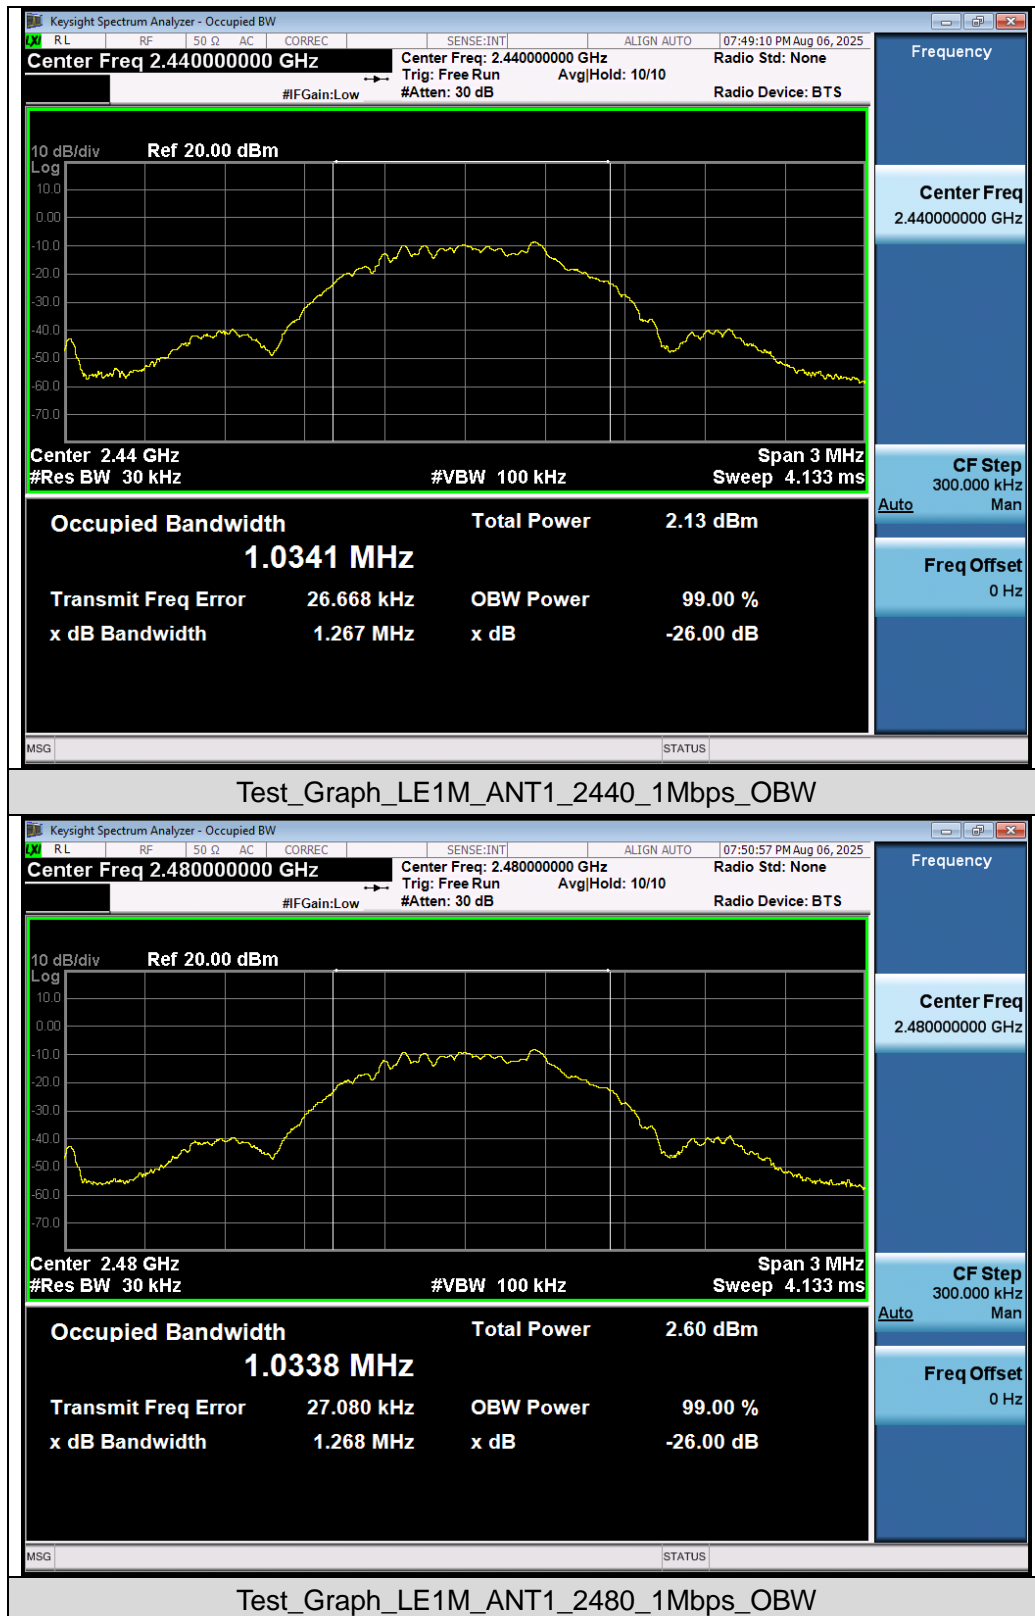 Keysight Spectrum Analyzer - Occupied BW
LXI RL RF 50 Ω AC CORREC SENSE:INT ALIGN AUTO 07:49:10 PM Aug 06, 2025
Center Freq 2.440000000 GHz
Center Freq: 2.440000000 GHz Radio Std: None
Trig: Free Run Avg|Hold: 10/10
#IFGain:Low #Atten: 30 dB Radio Device: BTS
10 dB/div Ref 20.00 dBm
Log
10.0
0.00
-10.0
-20.0
-30.0
-40.0
-50.0
-60.0
-70.0
Center 2.44 GHz Span 3 MHz
#Res BW 30 kHz #VBW 100 kHz Sweep 4.133 ms
Occupied Bandwidth Total Power 2.13 dBm
1.0341 MHz
Transmit Freq Error 26.668 kHz OBW Power 99.00 %
x dB Bandwidth 1.267 MHz x dB -26.00 dB
MSG STATUS
Frequency
Center Freq
2.440000000 GHz
CF Step
300.000 kHz
Auto Man
Freq Offset
0 Hz
Test_Graph_LE1M_ANT1_2440_1Mbps_OBW
Keysight Spectrum Analyzer - Occupied BW
LXI RL RF 50 Ω AC CORREC SENSE:INT ALIGN AUTO 07:50:57 PM Aug 06, 2025
Center Freq 2.480000000 GHz
Center Freq: 2.480000000 GHz Radio Std: None
Trig: Free Run Avg|Hold: 10/10
#IFGain:Low #Atten: 30 dB Radio Device: BTS
10 dB/div Ref 20.00 dBm
Log
10.0
0.00
-10.0
-20.0
-30.0
-40.0
-50.0
-60.0
-70.0
Center 2.48 GHz Span 3 MHz
#Res BW 30 kHz #VBW 100 kHz Sweep 4.133 ms
Occupied Bandwidth Total Power 2.60 dBm
1.0338 MHz
Transmit Freq Error 27.080 kHz OBW Power 99.00 %
x dB Bandwidth 1.268 MHz x dB -26.00 dB
MSG STATUS
Frequency
Center Freq
2.480000000 GHz
CF Step
300.000 kHz
Auto Man
Freq Offset
0 Hz
Test_Graph_LE1M_ANT1_2480_1Mbps_OBW